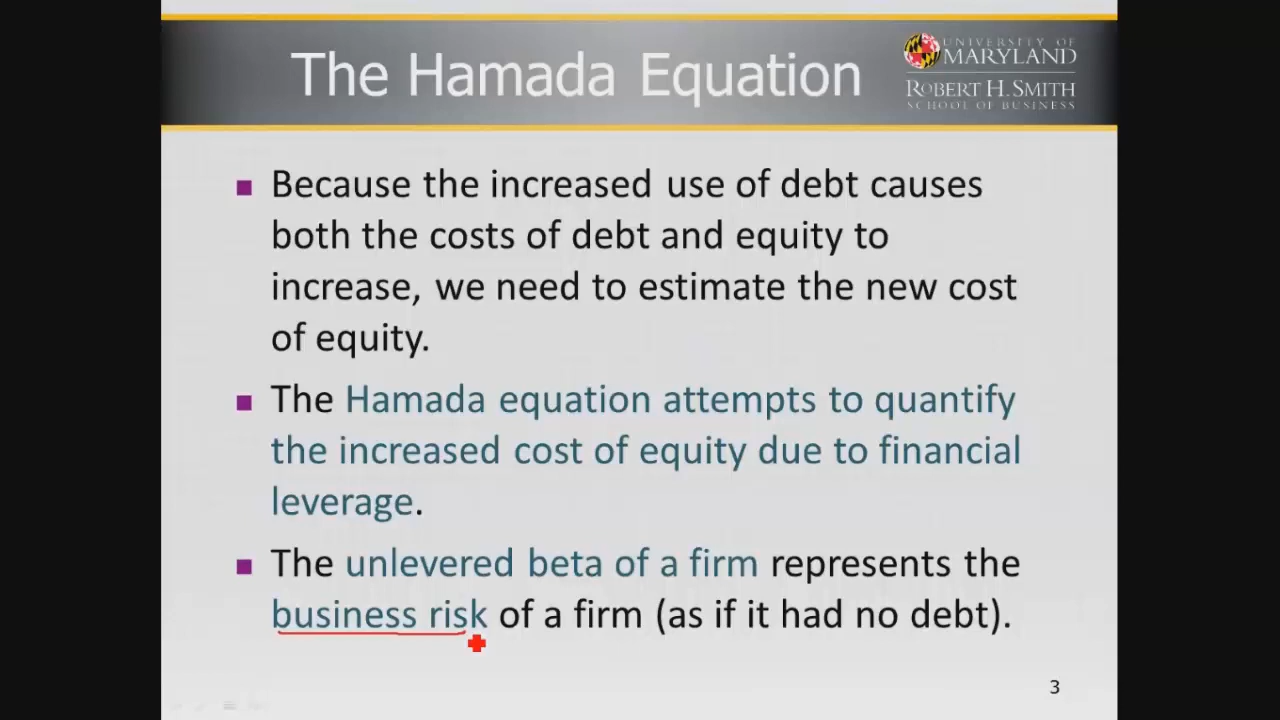 The Hamada Equation
UNIVERSITY OF
MARYLAND
ROBERT H. SMITH
SCHOOL OF BUSINESS
■ Because the increased use of debt causes
both the costs of debt and equity to
increase, we need to estimate the new cost
of equity.
■ The Hamada equation attempts to quantify
the increased cost of equity due to financial
leverage.
■ The unlevered beta of a firm represents the
business risk of a firm (as if it had no debt).
3